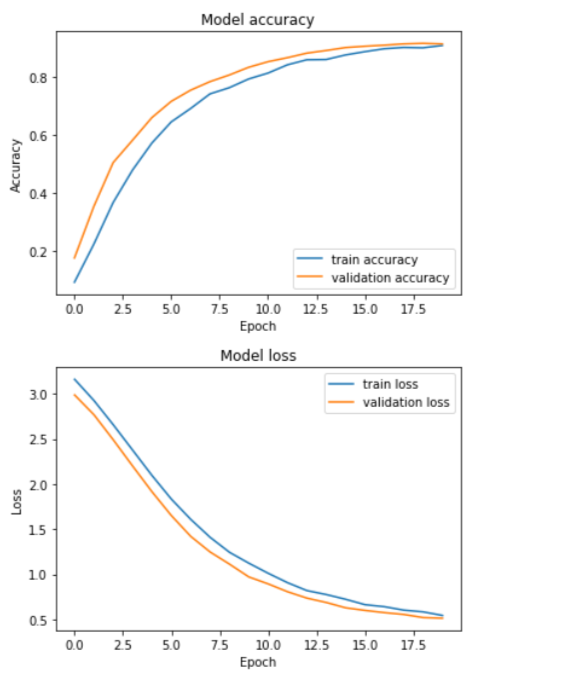 Model accuracy
0.8
0.6
0.4
0.2
Accuracy
train accuracy
validation accuracy
0.0 2.5 5.0 7.5 10.0 12.5 15.0 17.5
Epoch
Model loss
3.0
2.5
2.0
1.5
1.0
0.5
Loss
train loss
validation loss
0.0 2.5 5.0 7.5 10.0 12.5 15.0 17.5
Epoch